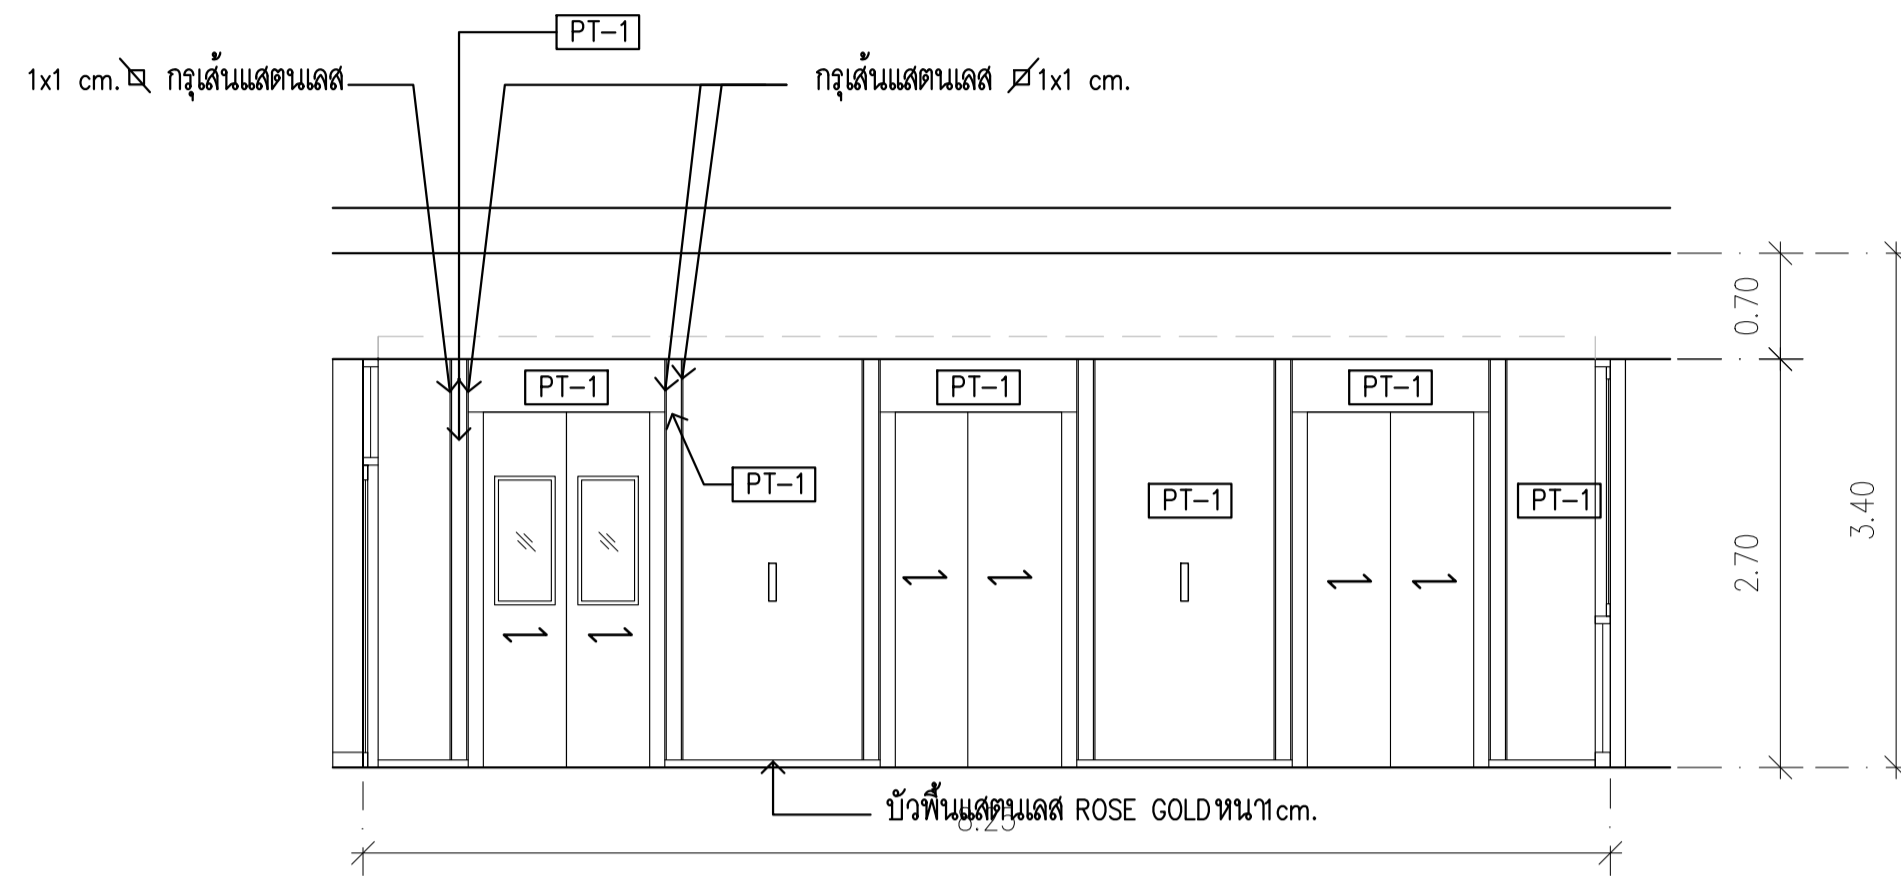 PT-1
1x1 cm. กรุเส้นแสตนเลส
กรุเส้นแสตนเลส 1x1 cm.
0.70
PT-1
PT-1
PT-1
PT-1
PT-1
PT-1
3.40
2.70
บัวพื้นแสตนเลส ROSE GOLD หนา1cm.
8.25